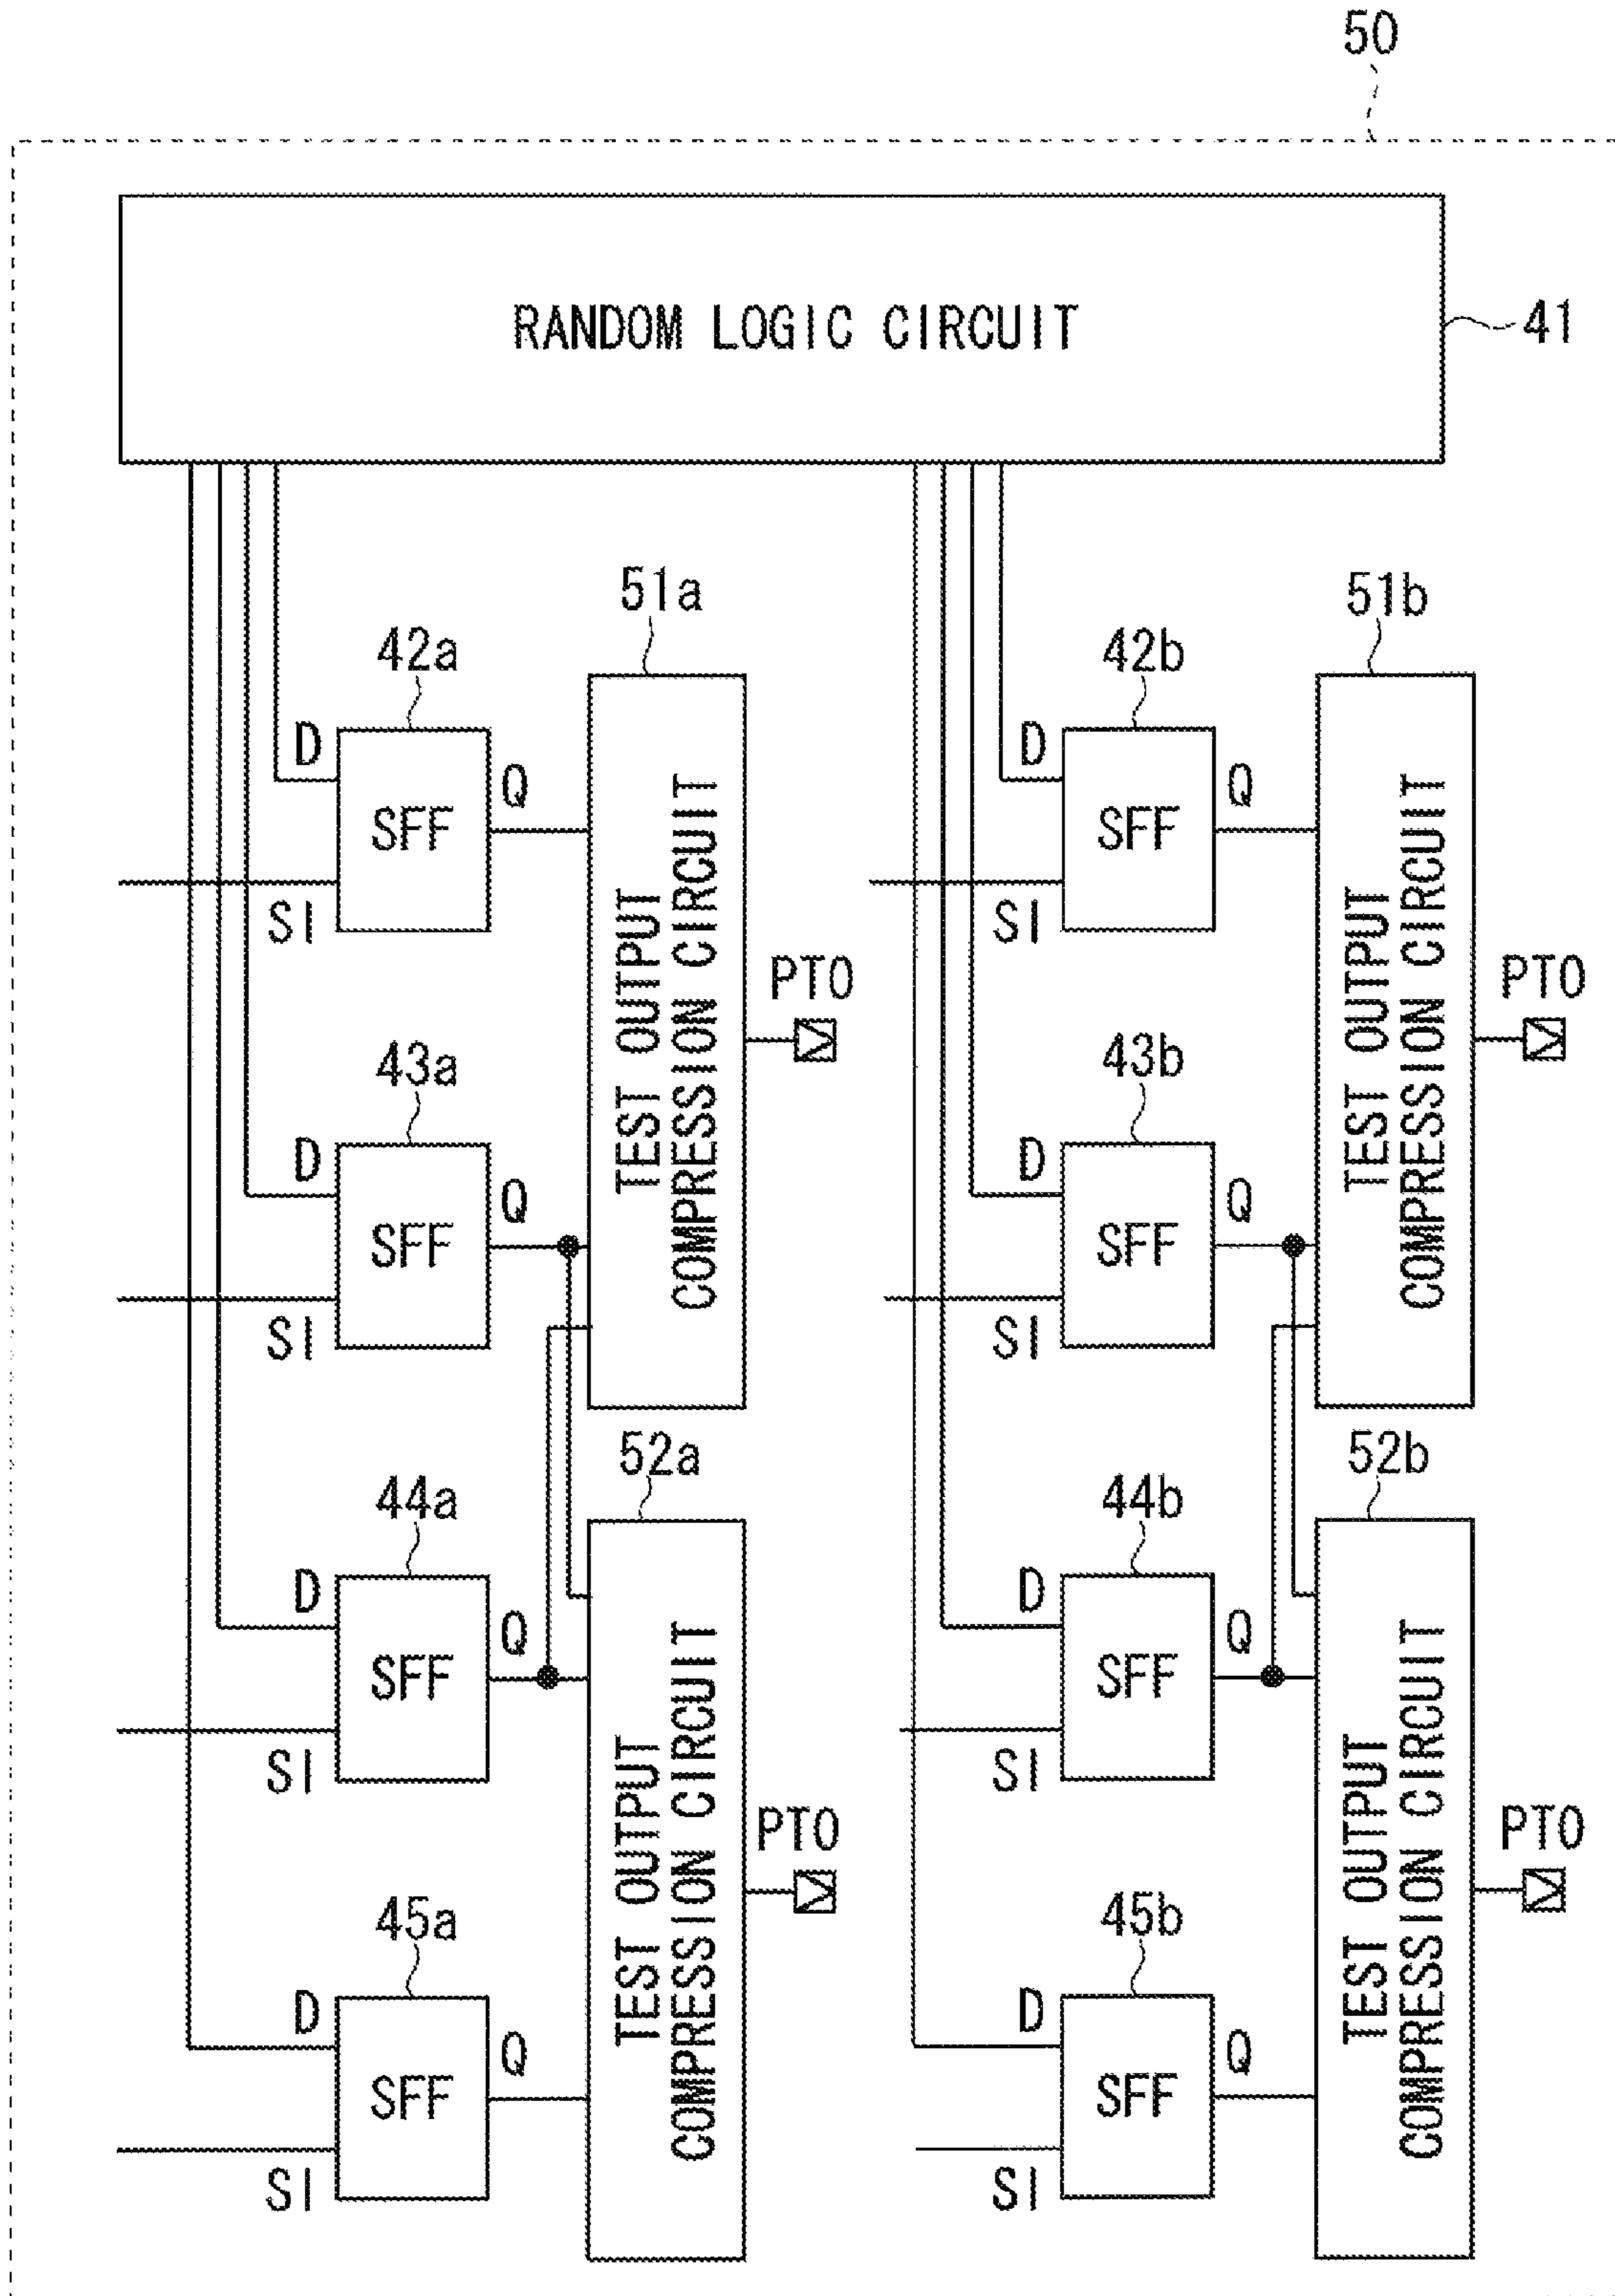 50
RANDOM LOGIC CIRCUIT
41
51a
51b
42a
42b
D
SFF
Q
SI
D
SFF
Q
SI
TEST OUTPUT
COMPRESSION CIRCUIT
PTO
TEST OUTPUT
COMPRESSION CIRCUIT
PTO
43a
43b
D
SFF
Q
SI
D
SFF
Q
SI
52a
52b
44a
44b
D
SFF
Q
SI
D
SFF
Q
SI
TEST OUTPUT
COMPRESSION CIRCUIT
PTO
TEST OUTPUT
COMPRESSION CIRCUIT
PTO
45a
45b
D
SFF
Q
SI
D
SFF
Q
SI